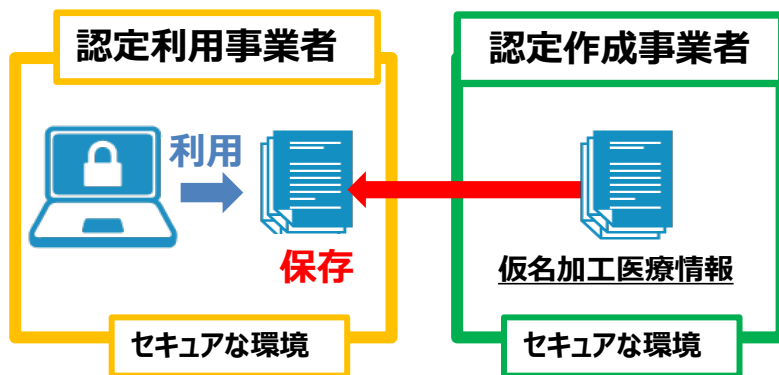 認定利用事業者
認定作成事業者
利用
保存
仮名加工医療情報
セキュアな環境
セキュアな環境